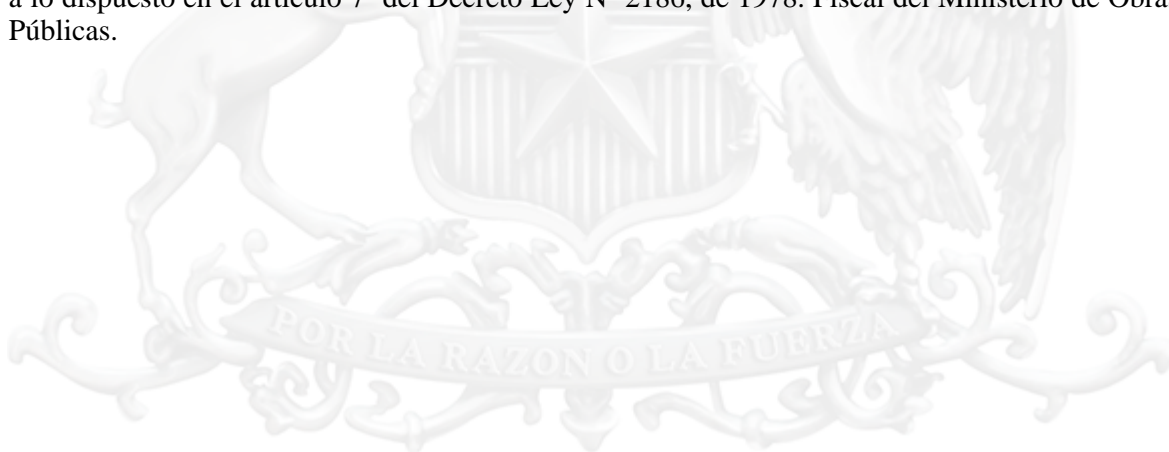 a lo dispuesto en el artículo 7° del Decreto Ley N° 2186, de 1978. Fiscal del Ministerio de Obra
Públicas.
POR LA RAZON O LA FUERZA